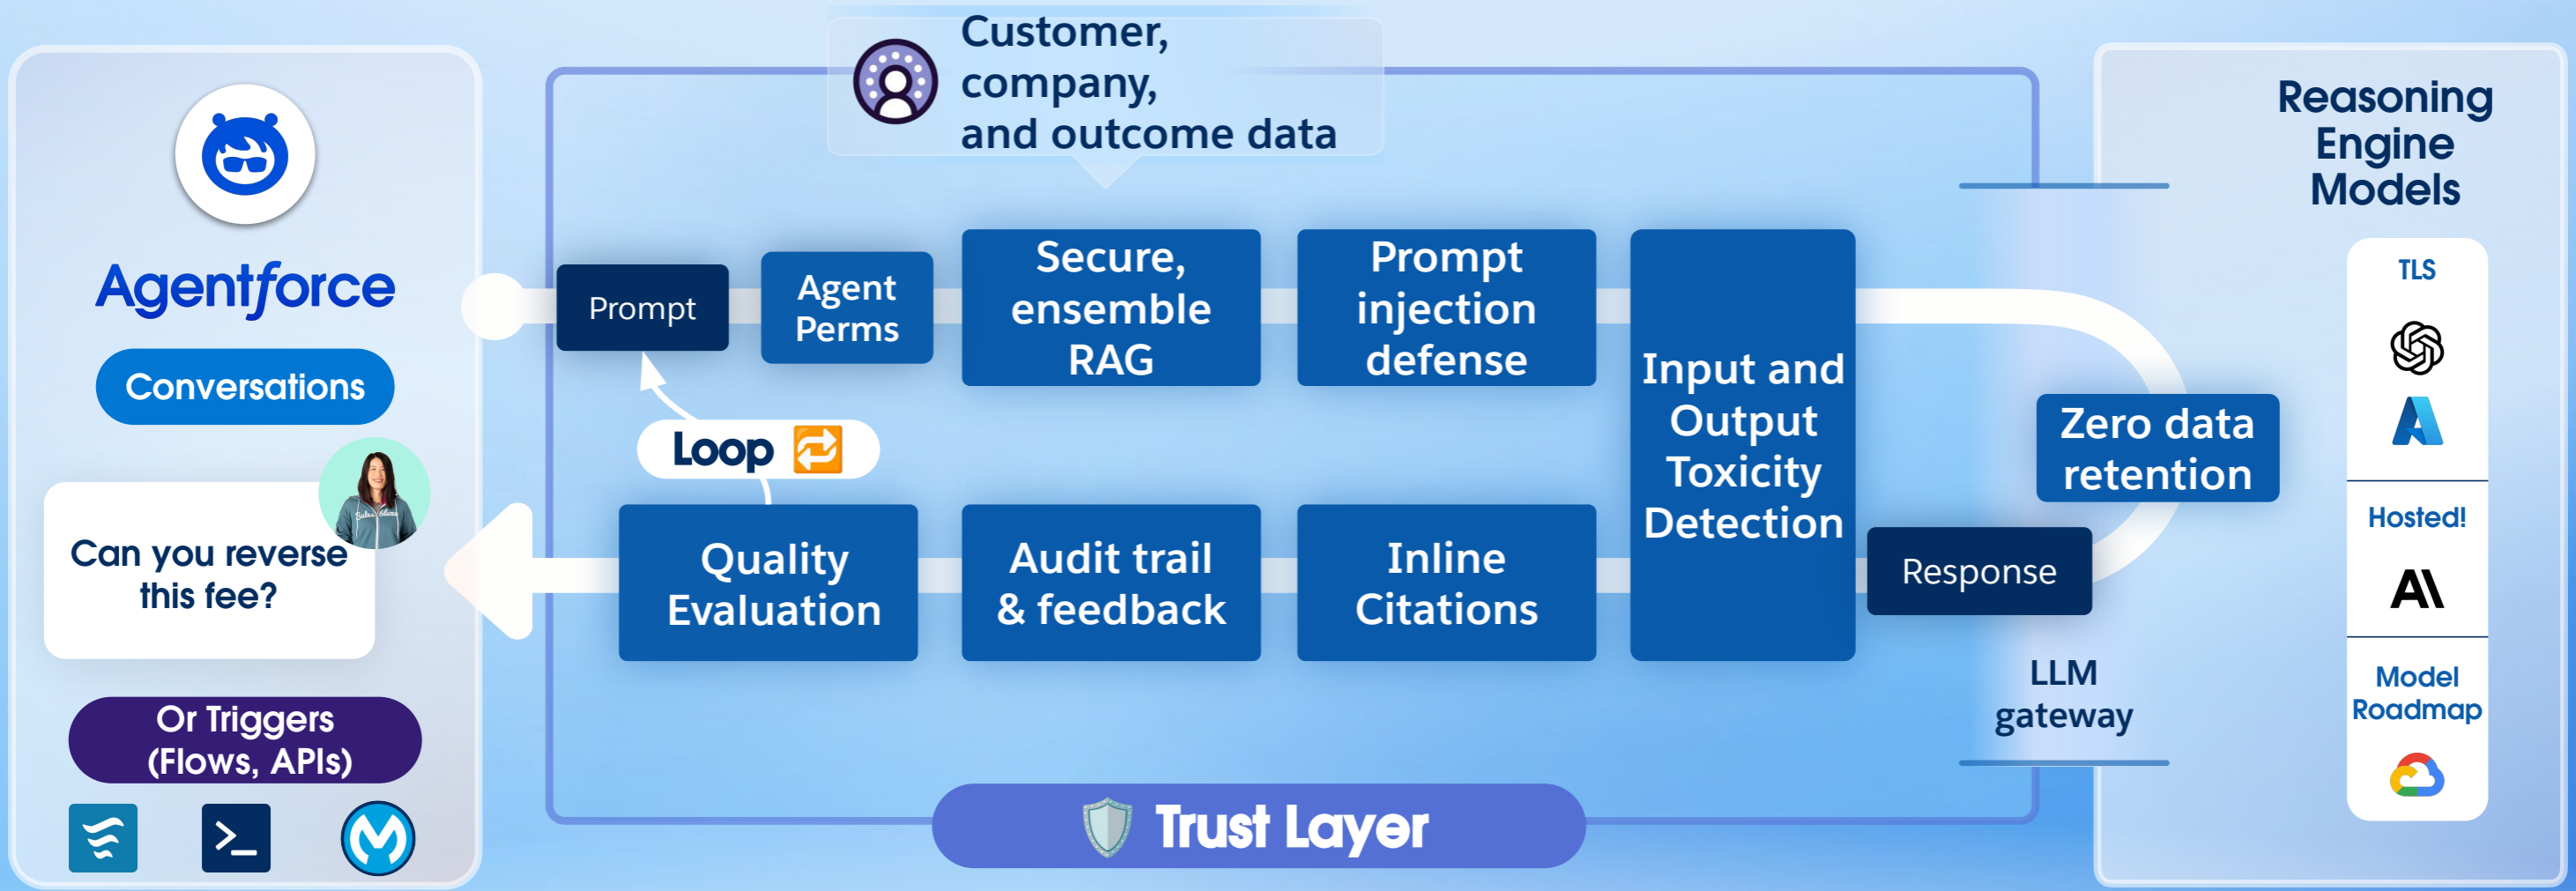 Customer,
company,
and outcome data
Agentforce
Conversations
Can you reverse
this fee?
Or Triggers
(Flows, APIs)
Prompt
Agent
Perms
Secure,
ensemble
RAG
Prompt
injection
defense
Input and
Output
Toxicity
Detection
Loop
Quality
Evaluation
Audit trail
& feedback
Inline
Citations
Response
Zero data
retention
LLM
gateway
Trust Layer
Reasoning
Engine
Models
TLS
Hosted!
Model
Roadmap